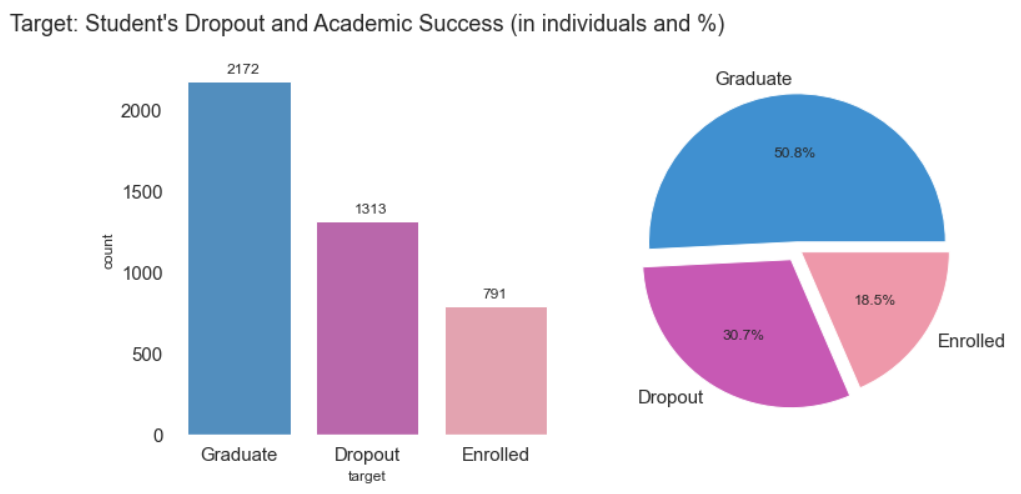 Target: Student's Dropout and Academic Success (in individuals and %)
2172
2000
1500
1313
1000
791
500
0
count
Graduate
Dropout
Enrolled
target
Graduate
50.8%
18.5%
30.7%
Enrolled
Dropout